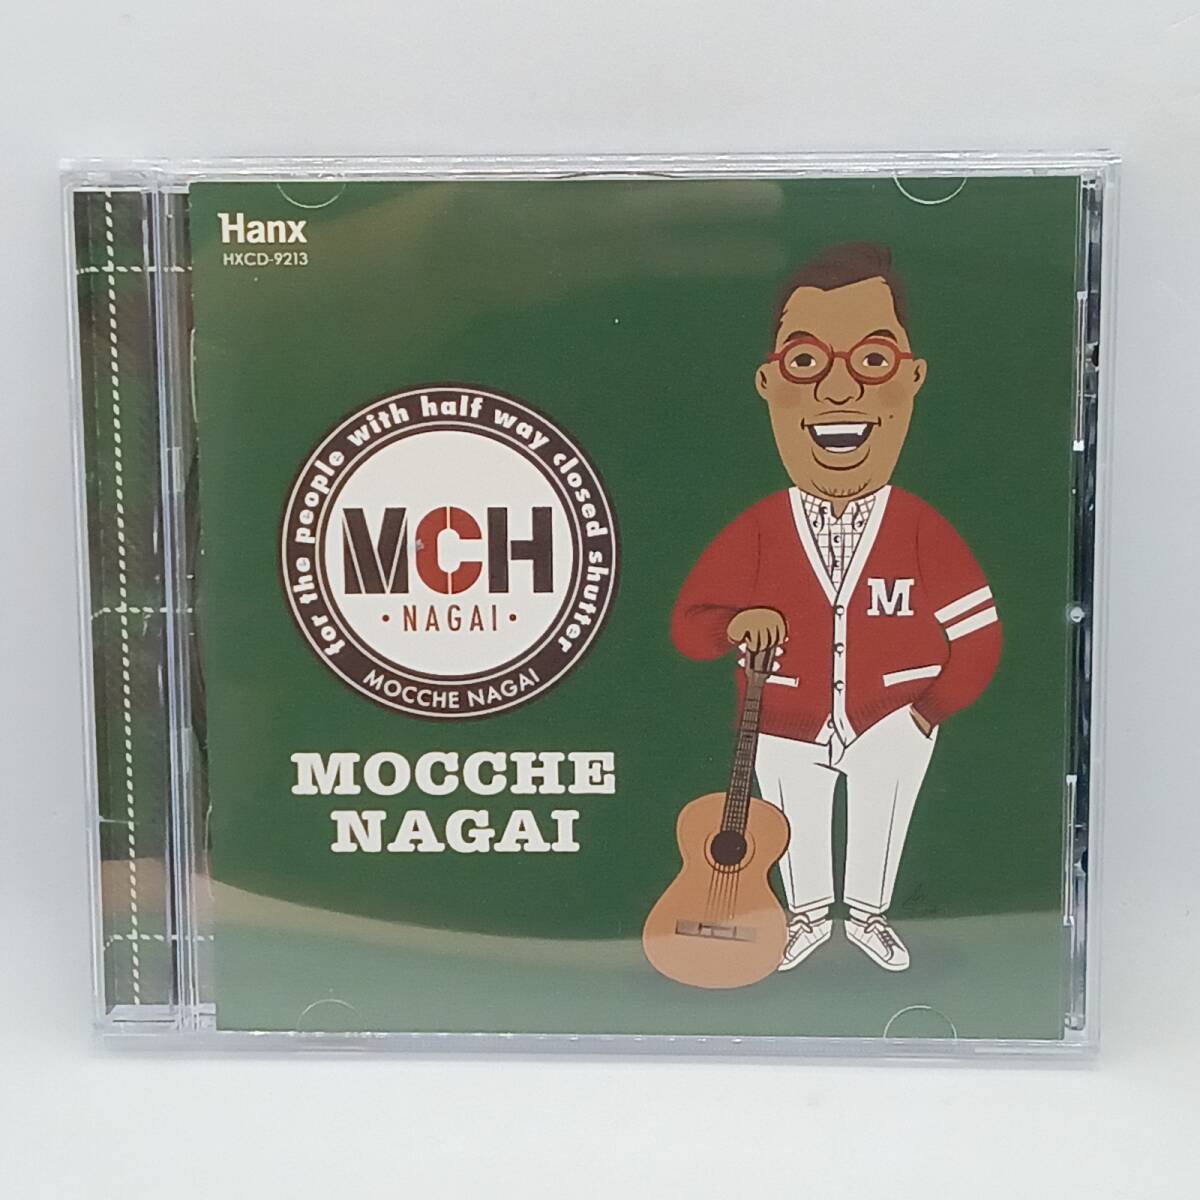 Hanx
HXCD-9213
for the people with half way closed shutter
MCH
• NAGAI •
MOCCHE NAGAI
MOCCHE
NAGAI
M